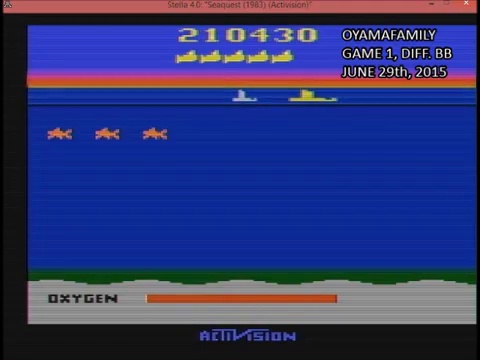 Stella 4.0: "Seaquest (1983) (Activision)"
210430
OYAMAFAMILY
GAME 1, DIFF. BB
JUNE 29th, 2015
OXYGEN
ACTIVISION